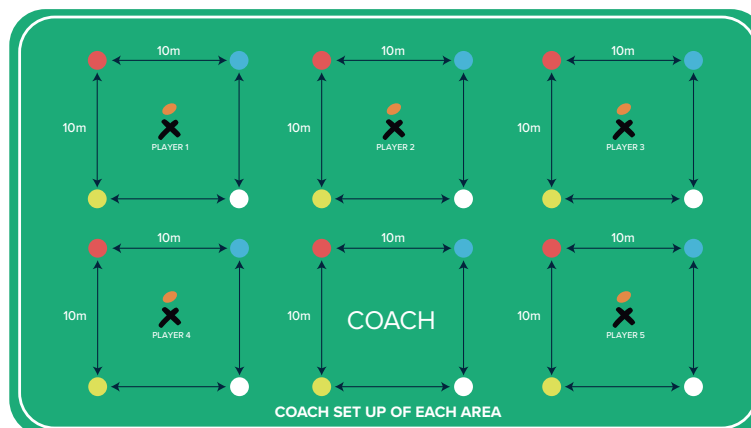 10m
10m
10m
10m
10m
10m
PLAYER 1
PLAYER 2
PLAYER 3
10m
10m
10m
10m
10m
10m
COACH
PLAYER 4
PLAYER 5
COACH SET UP OF EACH AREA